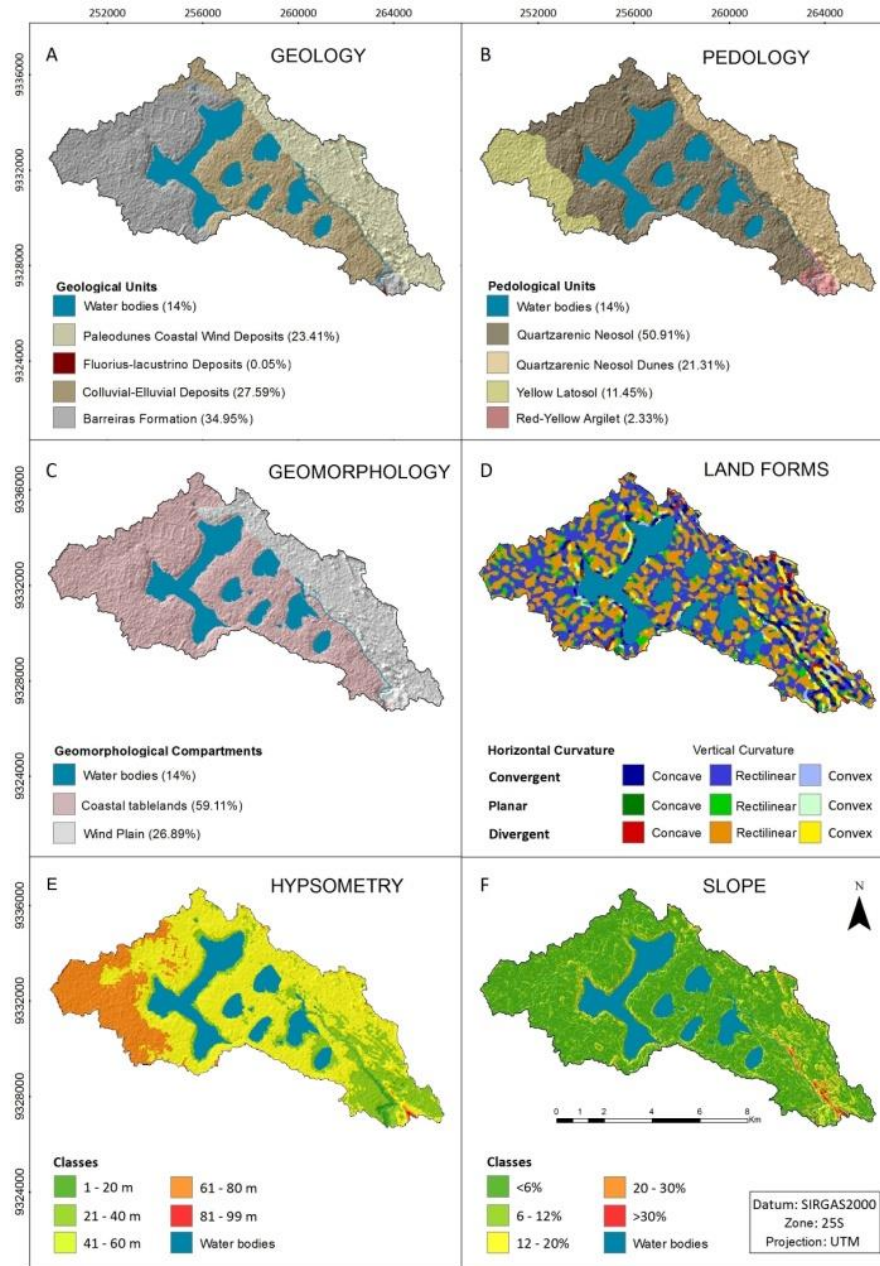 252000 256000 260000 264000 252000 256000 260000 264000
A GEOLOGY
9336000
9332000
9328000
9324000
Geological Units
Water bodies (14%)
Paleodunes Coastal Wind Deposits (23.41%)
Fluorius-lacustrino Deposits (0.05%)
Colluvial-Elluvial Deposits (27.59%)
Barreiras Formation (34.95%)
B PEDOLOGY
Pedological Units
Water bodies (14%)
Quartzarenic Neosol (50.91%)
Quartzarenic Neosol Dunes (21.31%)
Yellow Latosol (11.45%)
Red-Yellow Argilet (2.33%)
C GEOMORPHOLOGY
9336000
9332000
9328000
9324000
Geomorphological Compartments
Water bodies (14%)
Coastal tablelands (59.11%)
Wind Plain (26.89%)
D LAND FORMS
Horizontal Curvature Vertical Curvature
Convergent Concave Rectilinear Convex
Planar Concave Rectilinear Convex
Divergent Concave Rectilinear Convex
E HYPSOMETRY
9336000
9332000
9328000
9324000
Classes
1 - 20 m 61 - 80 m
21 - 40 m 81 - 99 m
41 - 60 m Water bodies
F SLOPE
N
0 1 2 4 6 8
Km
Classes
<6% 20 - 30%
6 - 12% >30%
12 - 20% Water bodies
Datum: SIRGAS2000
Zone: 25S
Projection: UTM